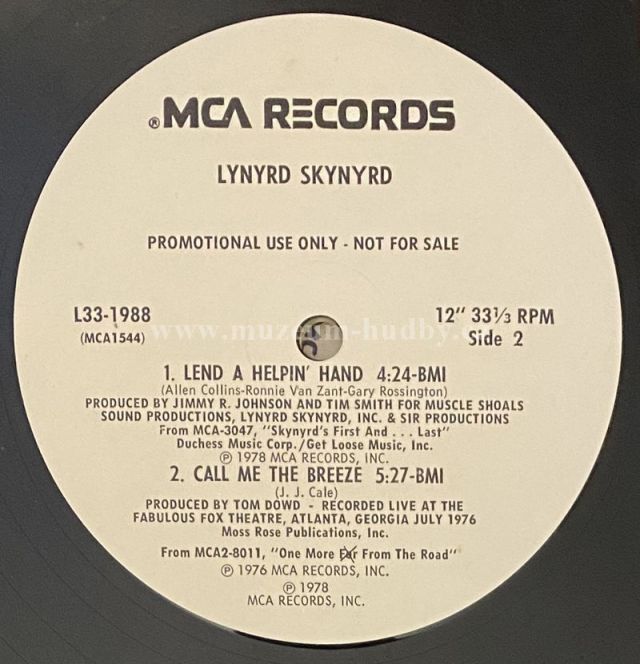 ® MCA RECORDS
LYNYRD SKYNYRD
PROMOTIONAL USE ONLY - NOT FOR SALE
L33-1988
(MCA1544)
12" 33⅓ RPM
Side 2
www.muzeum-hudby.c
1. LEND A HELPIN' HAND 4:24-BMI
(Allen Collins-Ronnie Van Zant-Gary Rossington)
PRODUCED BY JIMMY R. JOHNSON AND TIM SMITH FOR MUSCLE SHOALS
SOUND PRODUCTIONS, LYNYRD SKYNYRD, INC. & SIR PRODUCTIONS
From MCA-3047, "Skynyrd's First And . . . Last"
Duchess Music Corp./Get Loose Music, Inc.
℗ 1978 MCA RECORDS, INC.
2. CALL ME THE BREEZE 5:27-BMI
(J. J. Cale)
PRODUCED BY TOM DOWD - RECORDED LIVE AT THE
FABULOUS FOX THEATRE, ATLANTA, GEORGIA JULY 1976
Moss Rose Publications, Inc.
From MCA2-8011, "One More From The Road"
℗ 1976 MCA RECORDS, INC.
℗ 1978
MCA RECORDS, INC.